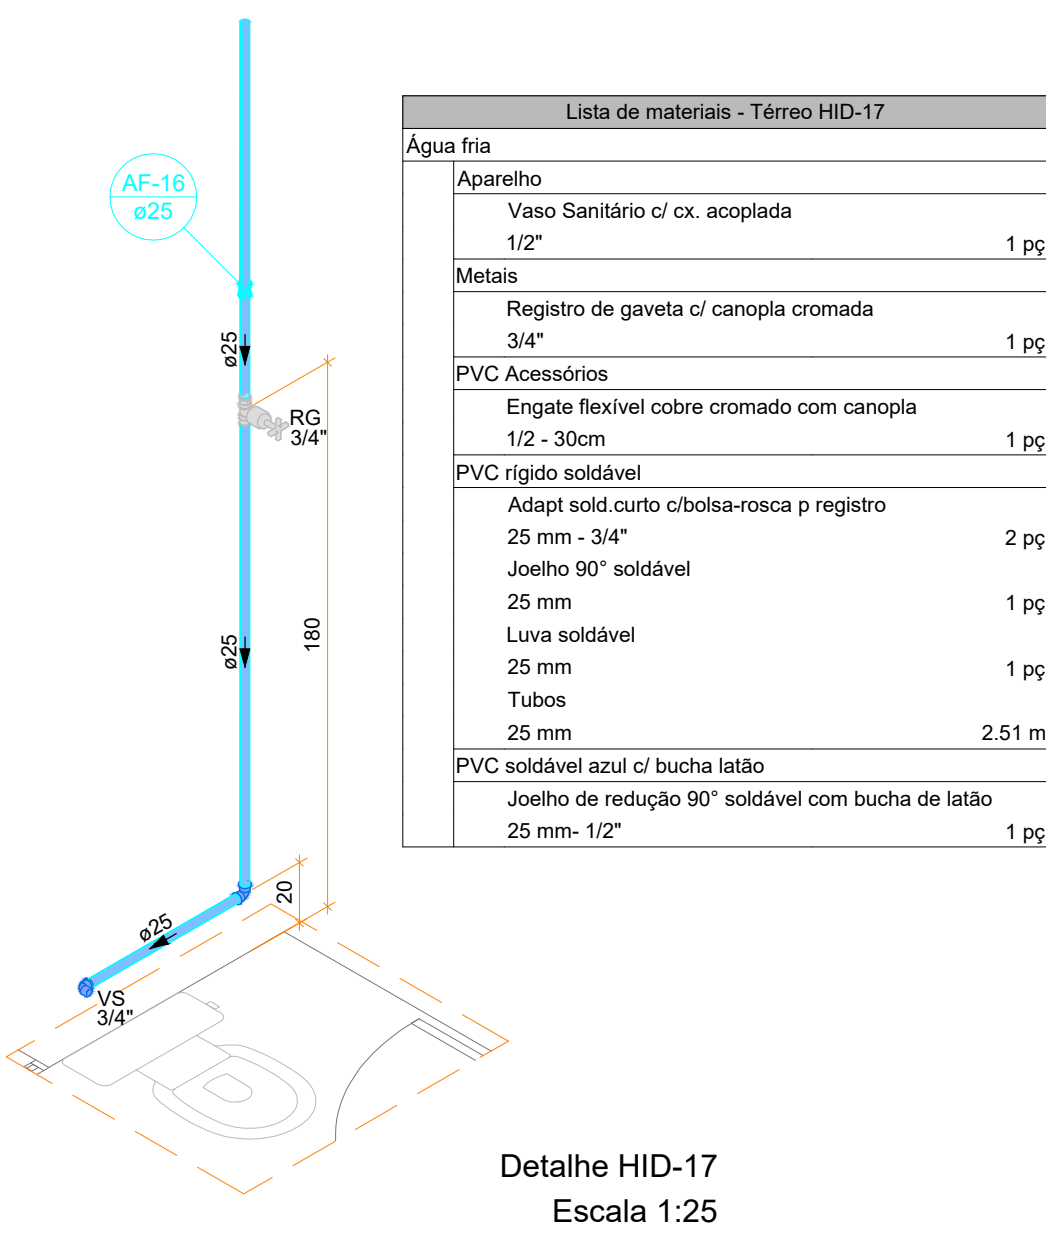 AF-16
ø25
ø25
RG
3/4"
180
ø25
20
ø25
VS
3/4"
Lista de materiais - Térreo HID-17
Água fria
Aparelho
Vaso Sanitário c/ cx. acoplada
1/2" 1 pç
Metais
Registro de gaveta c/ canopla cromada
3/4" 1 pç
PVC Acessórios
Engate flexível cobre cromado com canopla
1/2 - 30cm 1 pç
PVC rígido soldável
Adapt sold.curto c/bolsa-rosca p registro
25 mm - 3/4" 2 pç
Joelho 90° soldável
25 mm 1 pç
Luva soldável
25 mm 1 pç
Tubos
25 mm 2.51 m
PVC soldável azul c/ bucha latão
Joelho de redução 90° soldável com bucha de latão
25 mm- 1/2" 1 pç
Detalhe HID-17
Escala 1:25